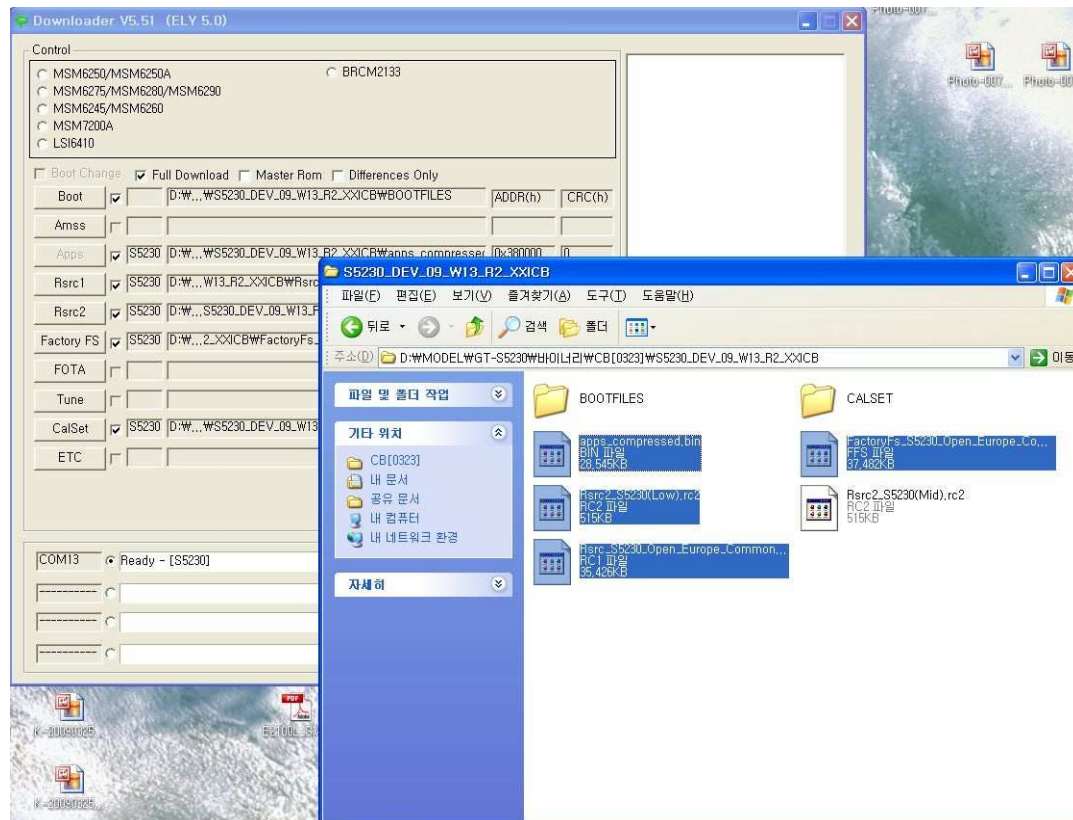 Downloader V5.51 (ELY 5.0)
Control
MSM6250/MSM6250A
BRCM2133
MSM6275/MSM6280/MSM6290
MSM6245/MSM6260
MSM7200A
LSI6410
Boot Change
Full Download
Master Rom
Differences Only
Boot
D:₩...₩S5230_DEV_09_W13_R2_XXICB₩BOOTFILES
ADDR(h)
CRC(h)
Amss
Apps
S5230
D:₩...₩S5230_DEV_09_W13_R2_XXICB₩apps_compressed
0x380000
0
Rsrc1
S5230
D:₩...W13_R2_XXICB₩Rsrc
Rsrc2
S5230
D:₩...S5230_DEV_09_W13_F
Factory FS
S5230
D:₩...2_XXICB₩FactoryFs_
FOTA
Tune
CalSet
S5230
D:₩...₩S5230_DEV_09_W13
ETC
COM13
Ready - [S5230]
S5230_DEV_09_W13_R2_XXICB
파일(F) 편집(E) 보기(V) 즐겨찾기(A) 도구(T) 도움말(H)
뒤로
검색
폴더
주소(D)
D:₩MODEL₩GT-S5230₩바이너리₩CB[0323]₩S5230_DEV_09_W13_R2_XXICB
이동
파일 및 폴더 작업
기타 위치
CB[0323]
내 문서
공유 문서
내 컴퓨터
내 네트워크 환경
자세히
BOOTFILES
CALSET
apps_compressed.bin
BIN 파일
28,545KB
FactoryFs_S5230_Open_Europe_Co...
FFS 파일
37,482KB
Rsrc2_S5230(Low).rc2
RC2 파일
515KB
Rsrc2_S5230(Mid).rc2
RC2 파일
515KB
Rsrc_S5230_Open_Europe_Common...
RC1 파일
35,426KB